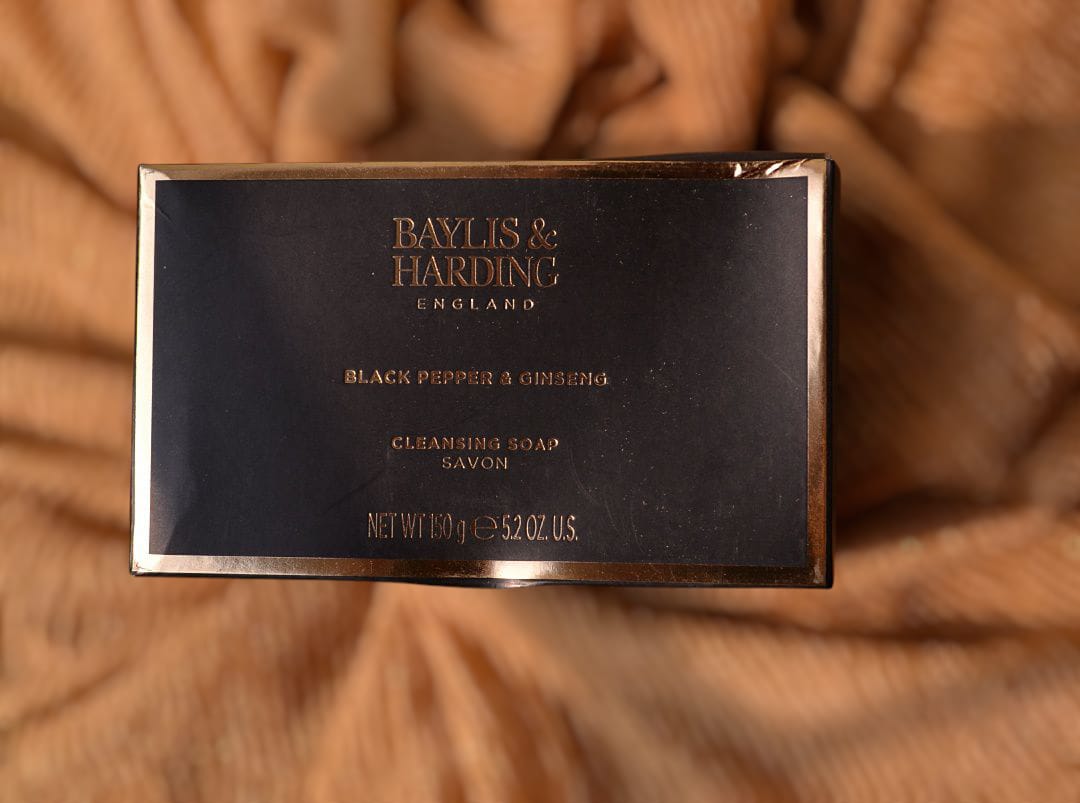 BAYLIS &
HARDING
ENGLAND
BLACK PEPPER & GINSENG
CLEANSING SOAP
SAVON
NET WT 150 g ℮ 5.2 OZ. U.S.